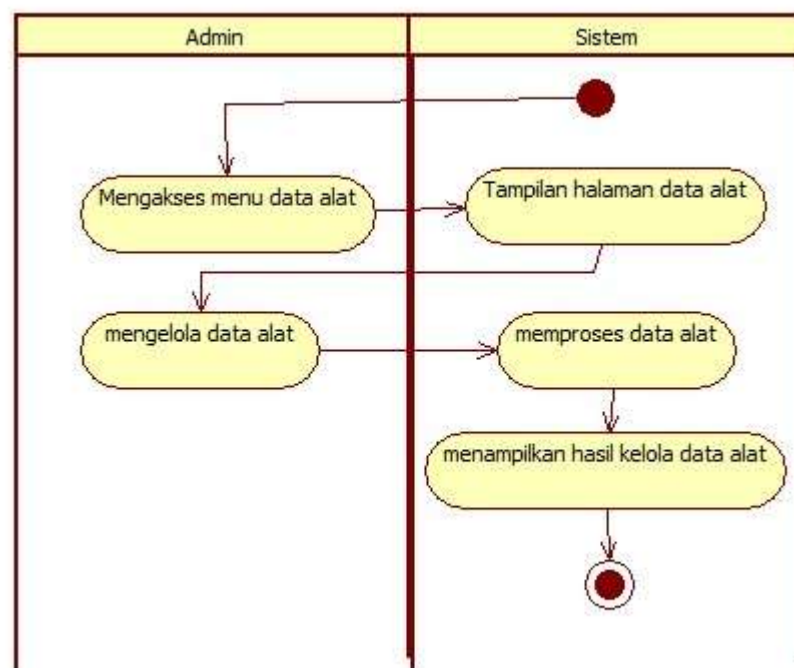 Admin
Sistem
Mengakses menu data alat
Tampilan halaman data alat
mengelola data alat
memproses data alat
menampilkan hasil kelola data alat